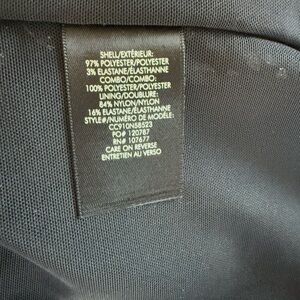 SHELL/EXTÉRIEUR:
97% POLYESTER/POLYESTER
3% ELASTANE/ÉLASTHANNE
COMBO/COMBO:
100% POLYESTER/POLYESTER
LINING/DOUBLURE:
84% NYLON/NYLON
16% ELASTANE/ÉLASTHANNE
STYLE#/NUMÉRO DE MODÈLE:
CC910N58523
PO# 120787
RN# 107677
CARE ON REVERSE
ENTRETIEN AU VERSO